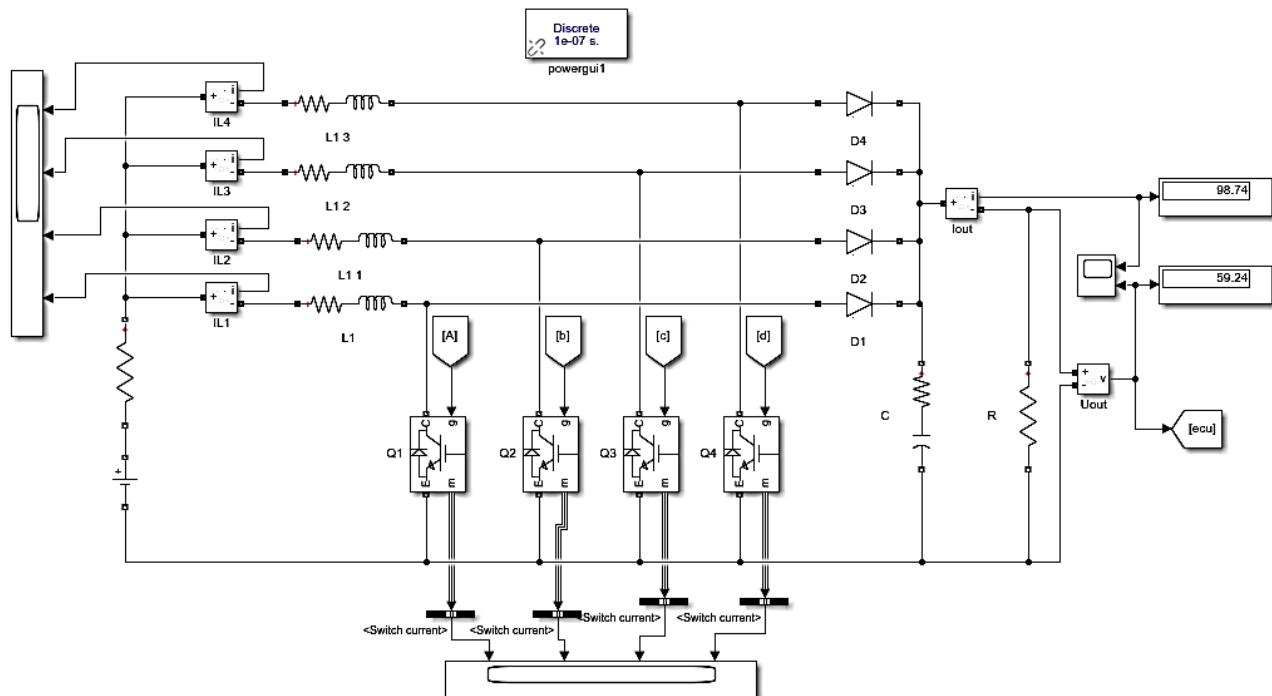 Discrete
1e-07 s.
powergui1
+
i
-
IL4
L1 3
D4
+
i
-
IL3
L1 2
D3
98.74
+
i
-
Iout
+
i
-
IL2
L1 1
D2
59.24
+
i
-
IL1
L1
D1
[A]
[b]
[c]
[d]
+
-
v
Uout
C
R
[ecu]
Q1
C
g
E
m
Q2
C
g
E
m
Q3
C
g
E
m
Q4
C
g
E
m
+
<Switch current>
<Switch current>
<Switch current>
<Switch current>